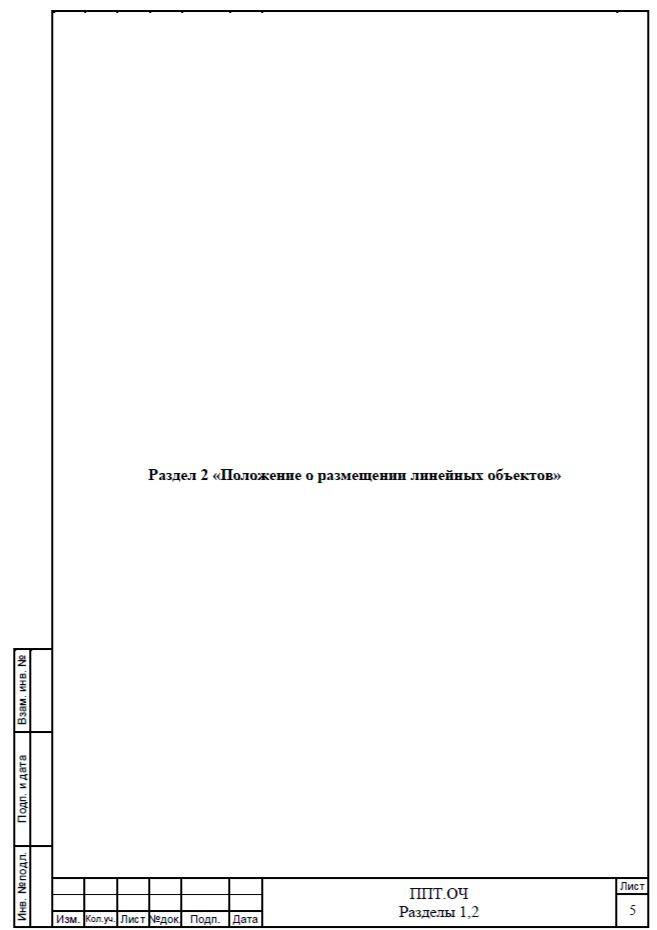 Раздел 2 «Положение о размещении линейных объектов»
Взам. инв. №
Подп. и дата
Инв. №подл.
ППТ.ОЧ
Разделы 1,2
Лист
5
Изм. Кол.уч. Лист №док. Подп. Дата